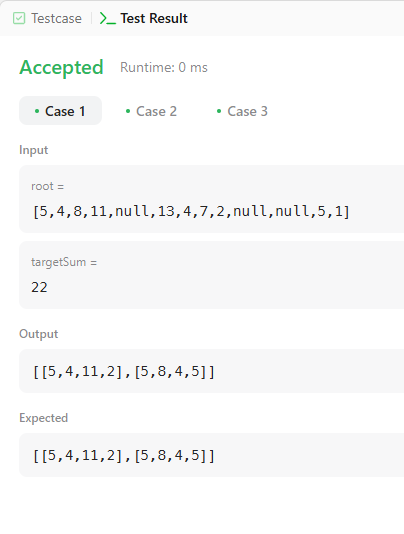 Testcase Test Result
Accepted Runtime: 0 ms
Case 1 Case 2 Case 3
Input
root =
[5,4,8,11,null,13,4,7,2,null,null,5,1]
targetSum =
22
Output
[[5,4,11,2],[5,8,4,5]]
Expected
[[5,4,11,2],[5,8,4,5]]